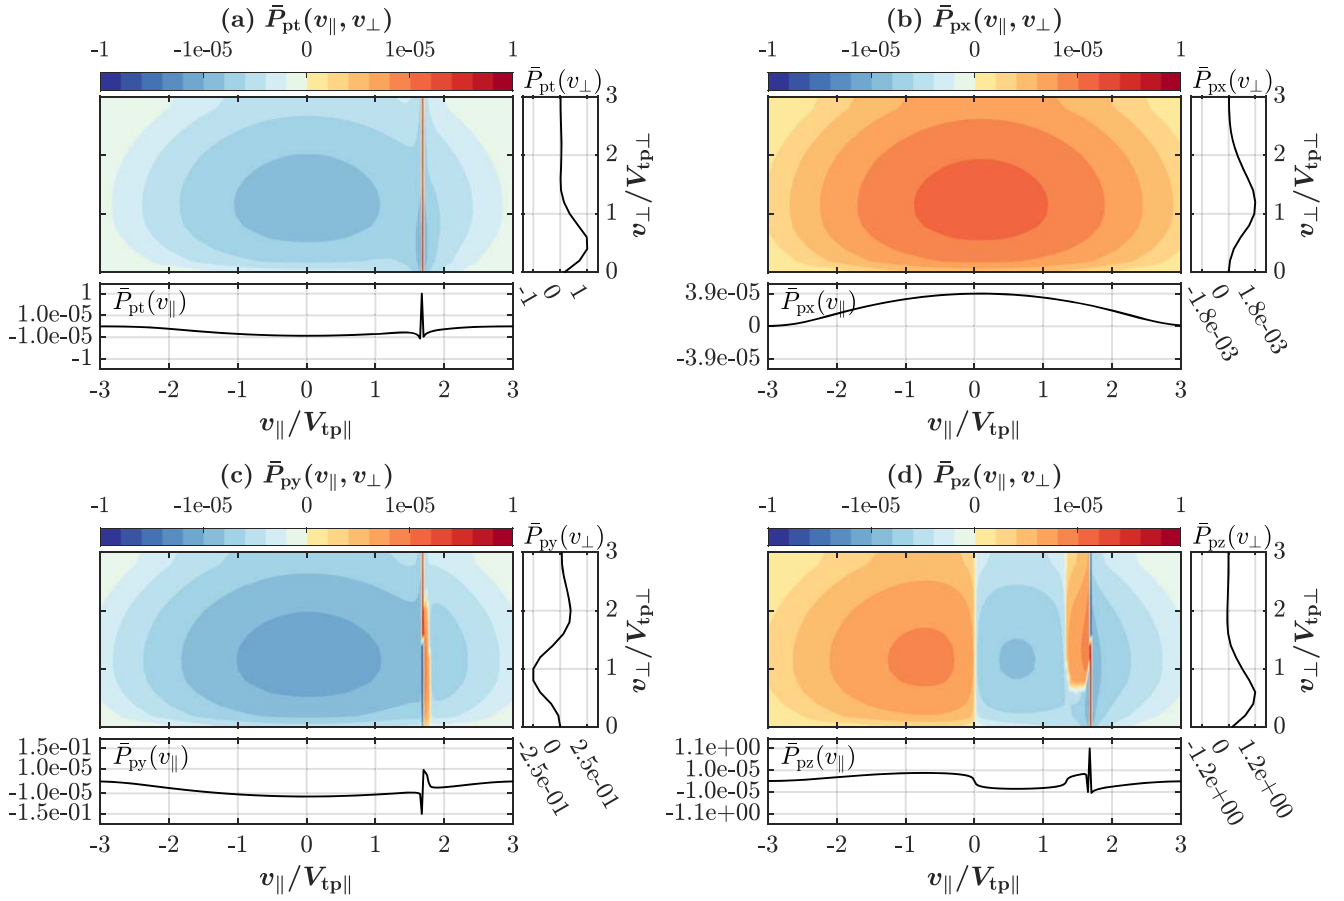 (a) P̄pt(v∥, v⊥)
-1 -1e-05 0 1e-05 1
P̄pt(v⊥)
3
2
1
0
v⊥/Vtp⊥
-1 0 1
P̄pt(v∥)
1
1.0e-05
-1.0e-05
-1
-3 -2 -1 0 1 2 3
v∥/Vtp∥
(b) P̄px(v∥, v⊥)
-1 -1e-05 0 1e-05 1
P̄px(v⊥)
3
2
1
0
v⊥/Vtp⊥
-1.8e-03 0 1.8e-03
P̄px(v∥)
3.9e-05
0
-3.9e-05
-3 -2 -1 0 1 2 3
v∥/Vtp∥
(c) P̄py(v∥, v⊥)
-1 -1e-05 0 1e-05 1
P̄py(v⊥)
3
2
1
0
v⊥/Vtp⊥
-2.5e-01 0 2.5e-01
P̄py(v∥)
1.5e-01
1.0e-05
-1.0e-05
-1.5e-01
-3 -2 -1 0 1 2 3
v∥/Vtp∥
(d) P̄pz(v∥, v⊥)
-1 -1e-05 0 1e-05 1
P̄pz(v⊥)
3
2
1
0
v⊥/Vtp⊥
-1.2e+00 0 1.2e+00
P̄pz(v∥)
1.1e+00
1.0e-05
-1.0e-05
-1.1e+00
-3 -2 -1 0 1 2 3
v∥/Vtp∥